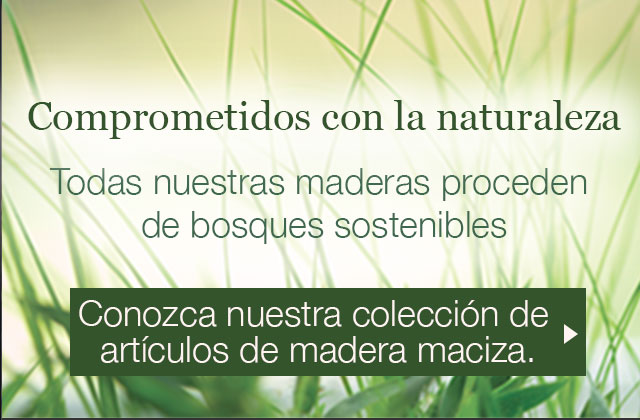 Comprometidos con la naturaleza
Todas nuestras maderas proceden
de bosques sostenibles
Conozca nuestra colección de
artículos de madera maciza.